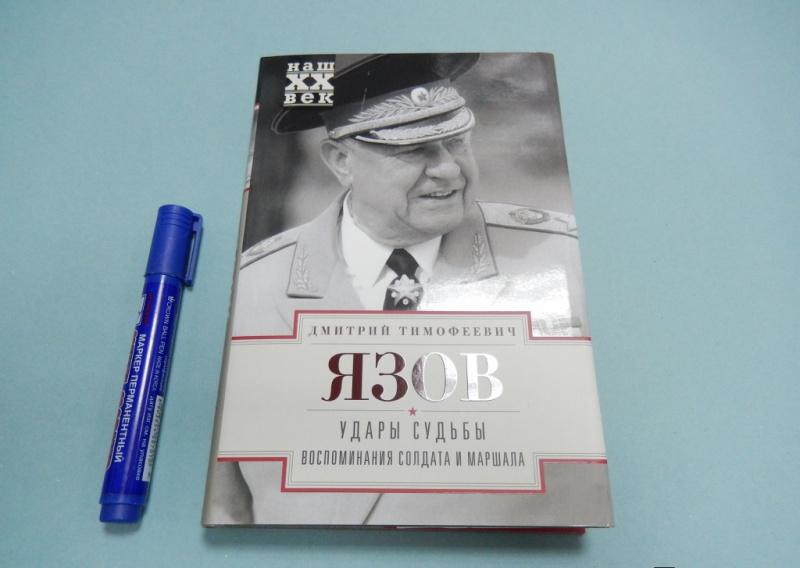 наш
XX
век
ДМИТРИЙ ТИМОФЕЕВИЧ
ЯЗОВ
УДАРЫ СУДЬБЫ
ВОСПОМИНАНИЯ СОЛДАТА И МАРШАЛА
МАРКЕР ПЕРМАНЕНТНЫЙ